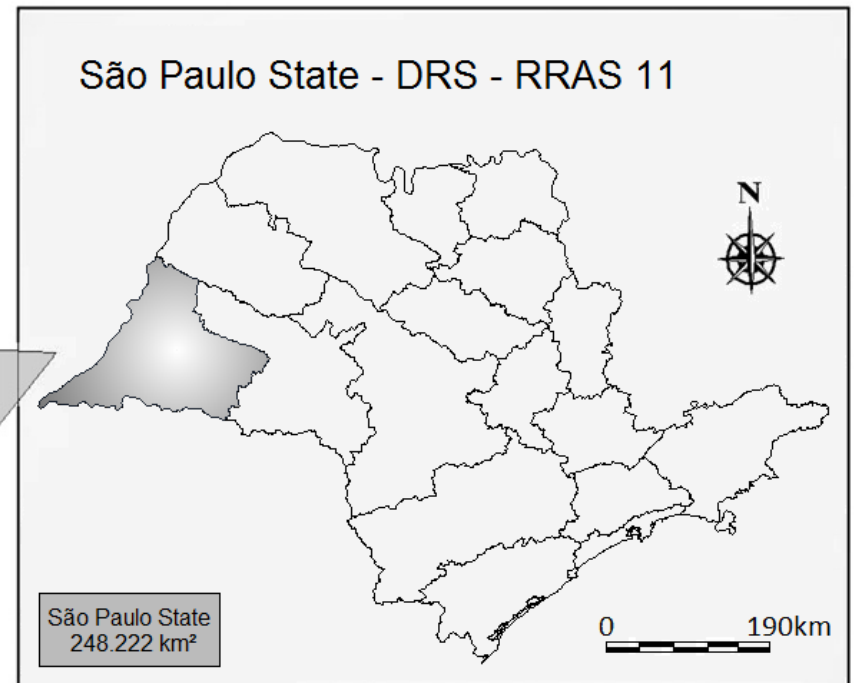 São Paulo State - DRS - RRAS 11
N
São Paulo State
248.222 km²
0 190km